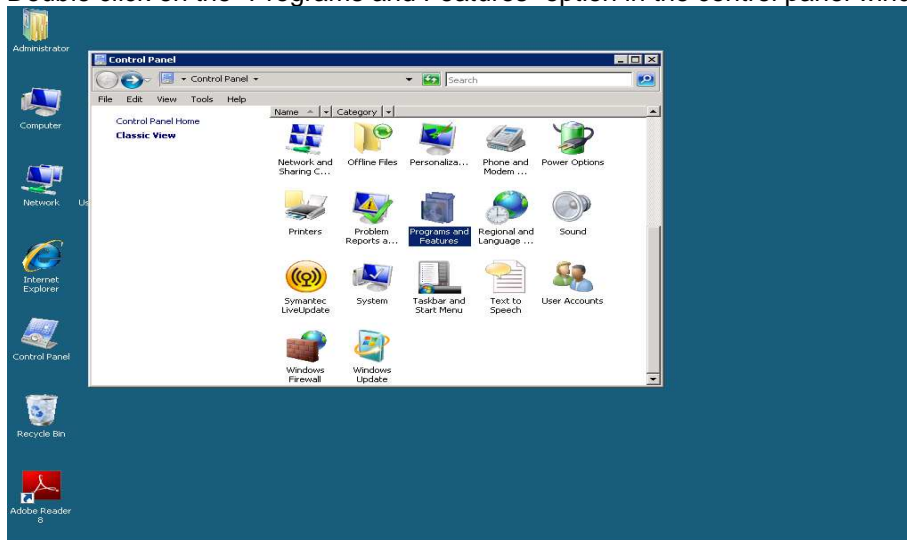 Double click on the "Programs and Features" option in the control panel
Administrator
Control Panel
Control Panel
Search
File Edit View Tools Help
Name Category
Control Panel Home
Classic View
Network and Sharing C...
Offline Files
Personaliza...
Phone and Modem ...
Power Options
Printers
Problem Reports a...
Programs and Features
Regional and Language ...
Sound
Symantec LiveUpdate
System
Taskbar and Start Menu
Text to Speech
User Accounts
Windows Firewall
Windows Update
Computer
Network
Us
Internet Explorer
Control Panel
Recycle Bin
Adobe Reader 8